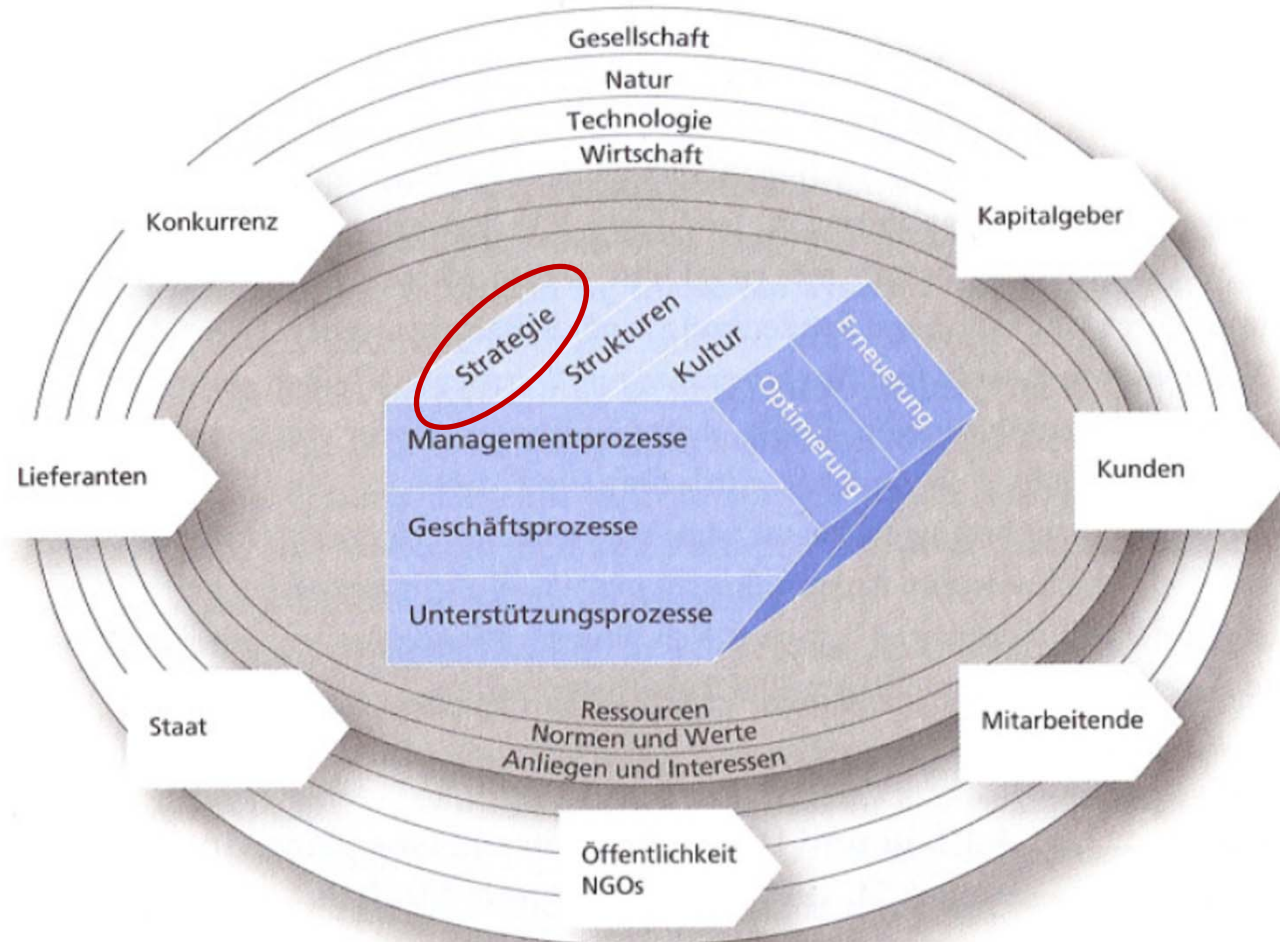 Gesellschaft
Natur
Technologie
Wirtschaft
Konkurrenz
Kapitalgeber
Strategie
Strukturen
Kultur
Erneuerung
Optimierung
Managementprozesse
Geschäftsprozesse
Unterstützungsprozesse
Lieferanten
Kunden
Ressourcen
Normen und Werte
Anliegen und Interessen
Staat
Mitarbeitende
Öffentlichkeit
NGOs